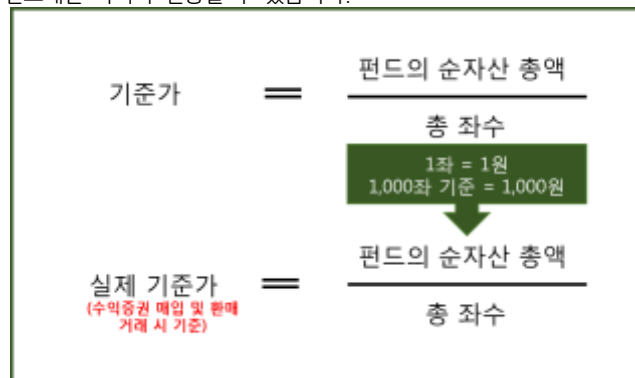 기준가 = 펀드의 순자산 총액
총 좌수
1좌 = 1원
1,000좌 기준 = 1,000원
실제 기준가 = 펀드의 순자산 총액
(수익증권 매입 및 환매
거래 시 기준)
총 좌수